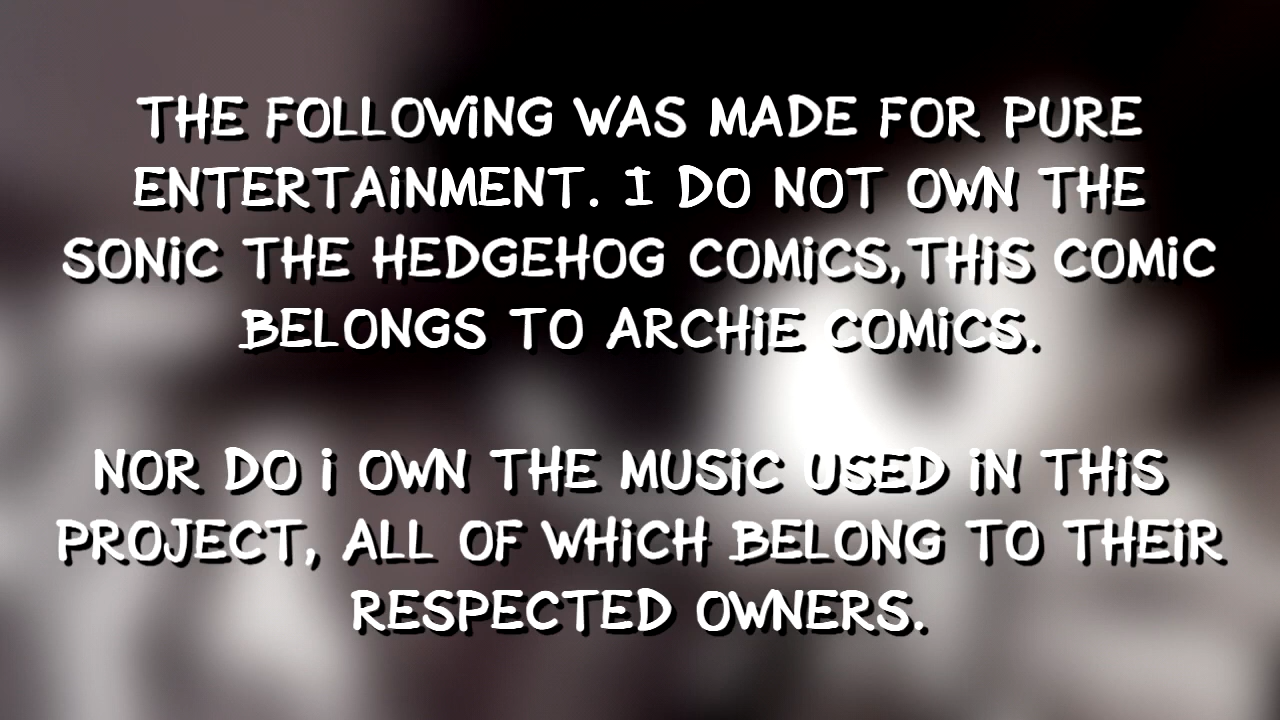 THE FOLLOWiNG WAS MADE FOR PURE
ENTERTAiNMENT. I DO NOT OWN THE
SONiC THE HEDGEHOG COMiCS,THiS COMiC
BELONGS TO ARCHiE COMiCS.
NOR DO i OWN THE MUSiC USED iN THiS
PROJECT, ALL OF WHiCH BELONG TO THEiR
RESPECTED OWNERS.